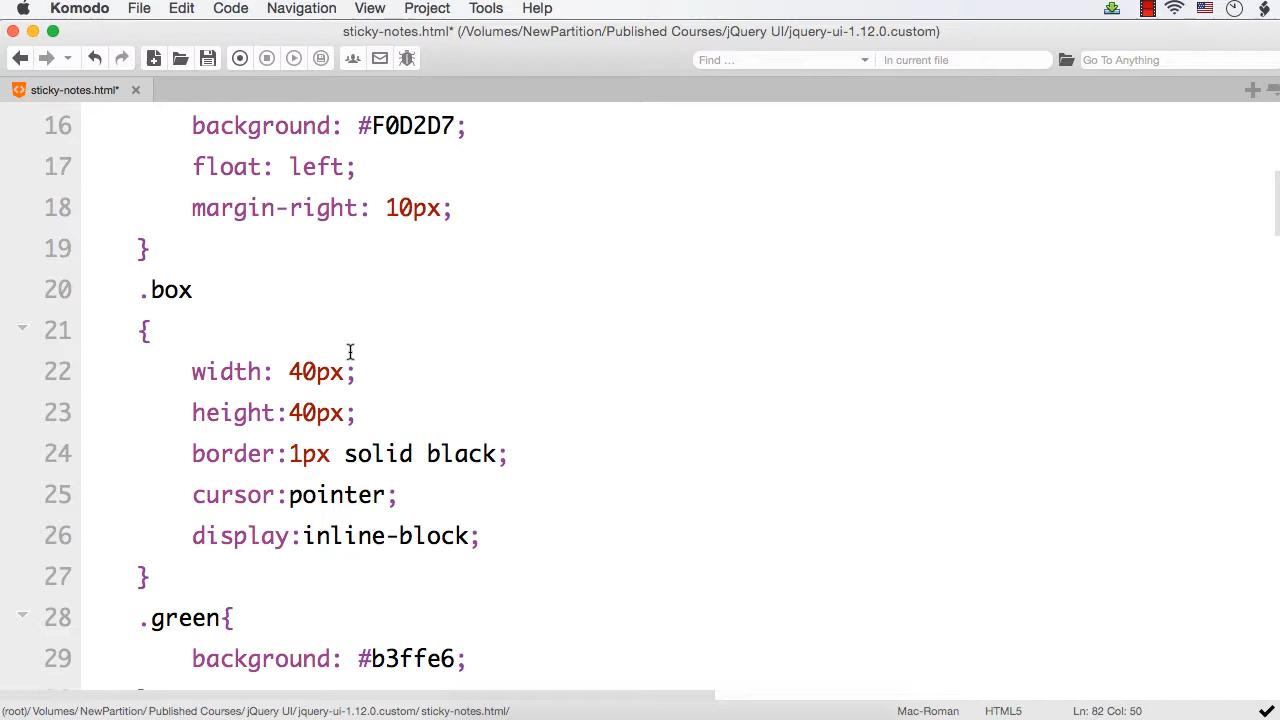 Komodo File Edit Code Navigation View Project Tools Help
sticky-notes.html* (/Volumes/NewPartition/Published Courses/jQuery UI/jquery-ui-1.12.0.custom)
Find ... In current file Go To Anything
sticky-notes.html*
16 background: #F0D2D7;
17 float: left;
18 margin-right: 10px;
19 }
20 .box
21 {
22 width: 40px;
23 height:40px;
24 border:1px solid black;
25 cursor:pointer;
26 display:inline-block;
27 }
28 .green{
29 background: #b3ffe6;
(root)/ Volumes/ NewPartition/ Published Courses/ jQuery UI/ jquery-ui-1.12.0.custom/ sticky-notes.html/ Mac-Roman HTML5 Ln: 82 Col: 50